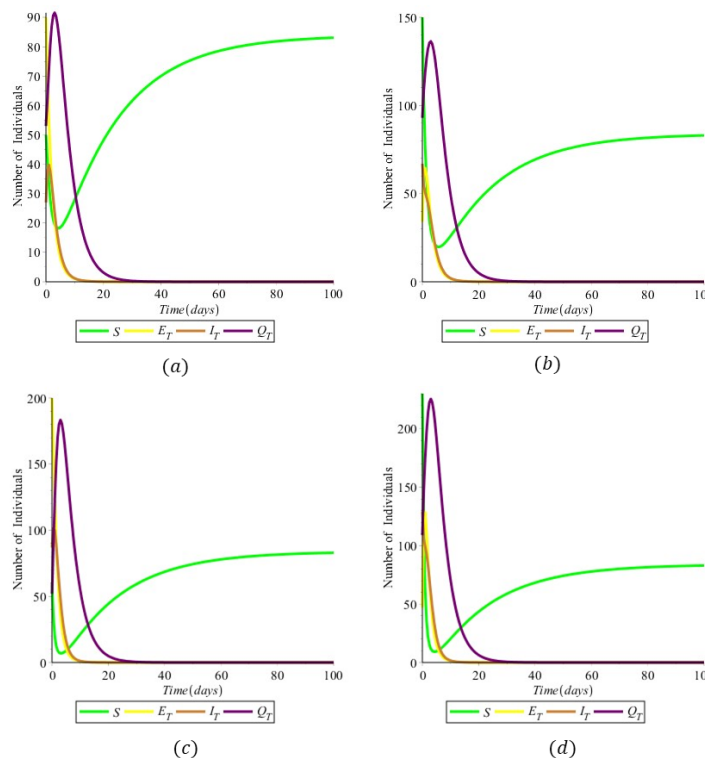 90
80
70
60
50
40
30
20
10
0
Number of Individuals
0 20 40 60 80 100
Time(days)
S E_T I_T Q_T
(a)
150
100
50
0
Number of Individuals
0 20 40 60 80 100
Time(days)
S E_T I_T Q_T
(b)
200
150
100
50
0
Number of Individuals
0 20 40 60 80 100
Time(days)
S E_T I_T Q_T
(c)
200
150
100
50
0
Number of Individuals
0 20 40 60 80 100
Time(days)
S E_T I_T Q_T
(d)